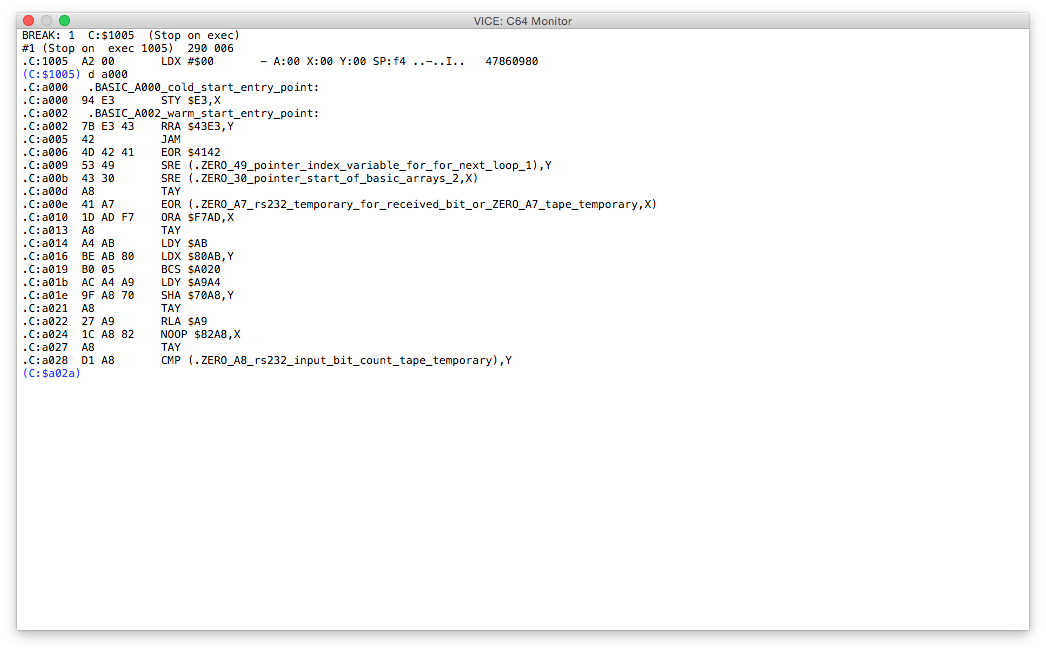 VICE: C64 Monitor
BREAK: 1  C:$1005  (Stop on exec)
#1 (Stop on  exec 1005)  290 006
.C:1005  A2 00       LDX #$00       - A:00 X:00 Y:00 SP:f4 ..-..I..   47860980
(C:$1005) d a000
.C:a000   .BASIC_A000_cold_start_entry_point:
.C:a000  94 E3       STY $E3,X
.C:a002   .BASIC_A002_warm_start_entry_point:
.C:a002  7B E3 43    RRA $43E3,Y
.C:a005  42          JAM
.C:a006  4D 42 41    EOR $4142
.C:a009  53 49       SRE (.ZERO_49_pointer_index_variable_for_for_next_loop_1),Y
.C:a00b  43 30       SRE (.ZERO_30_pointer_start_of_basic_arrays_2,X)
.C:a00d  A8          TAY
.C:a00e  41 A7       EOR (.ZERO_A7_rs232_temporary_for_received_bit_or_ZERO_A7_tape_temporary,X)
.C:a010  1D AD F7    ORA $F7AD,X
.C:a013  A8          TAY
.C:a014  A4 AB       LDY $AB
.C:a016  BE AB 80    LDX $80AB,Y
.C:a019  B0 05       BCS $A020
.C:a01b  AC A4 A9    LDY $A9A4
.C:a01e  9F A8 70    SHA $70A8,Y
.C:a021  A8          TAY
.C:a022  27 A9       RLA $A9
.C:a024  1C A8 82    NOOP $82A8,X
.C:a027  A8          TAY
.C:a028  D1 A8       CMP (.ZERO_A8_rs232_input_bit_count_tape_temporary),Y
(C:$a02a)